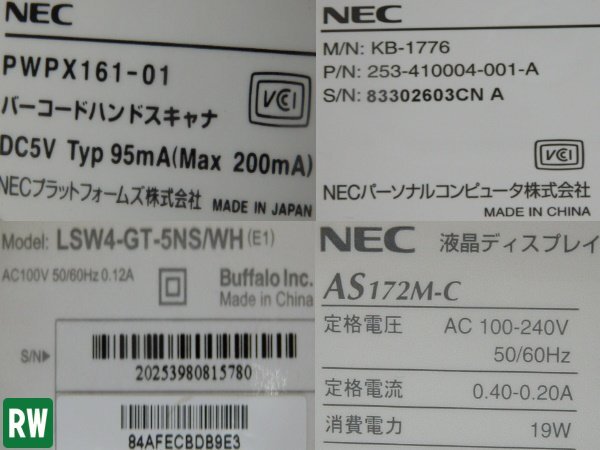 NEC
PWPX161-01
バーコードハンドスキャナ
VCI
DC5V Typ 95mA(Max 200mA)
NECプラットフォームズ株式会社 MADE IN JAPAN
NEC
M/N: KB-1776
P/N: 253-410004-001-A
S/N: 83302603CN A
VCI
NECパーソナルコンピュータ株式会社
MADE IN CHINA
Model: LSW4-GT-5NS/WH (E1)
AC100V 50/60Hz 0.12A
Buffalo Inc.
Made in China
S/N▶
20253980815780
84AFECBDB9E3
RW
NEC 液晶ディスプレイ
AS172M-C
定格電圧 AC 100-240V
50/60Hz
定格電流 0.40-0.20A
消費電力 19W